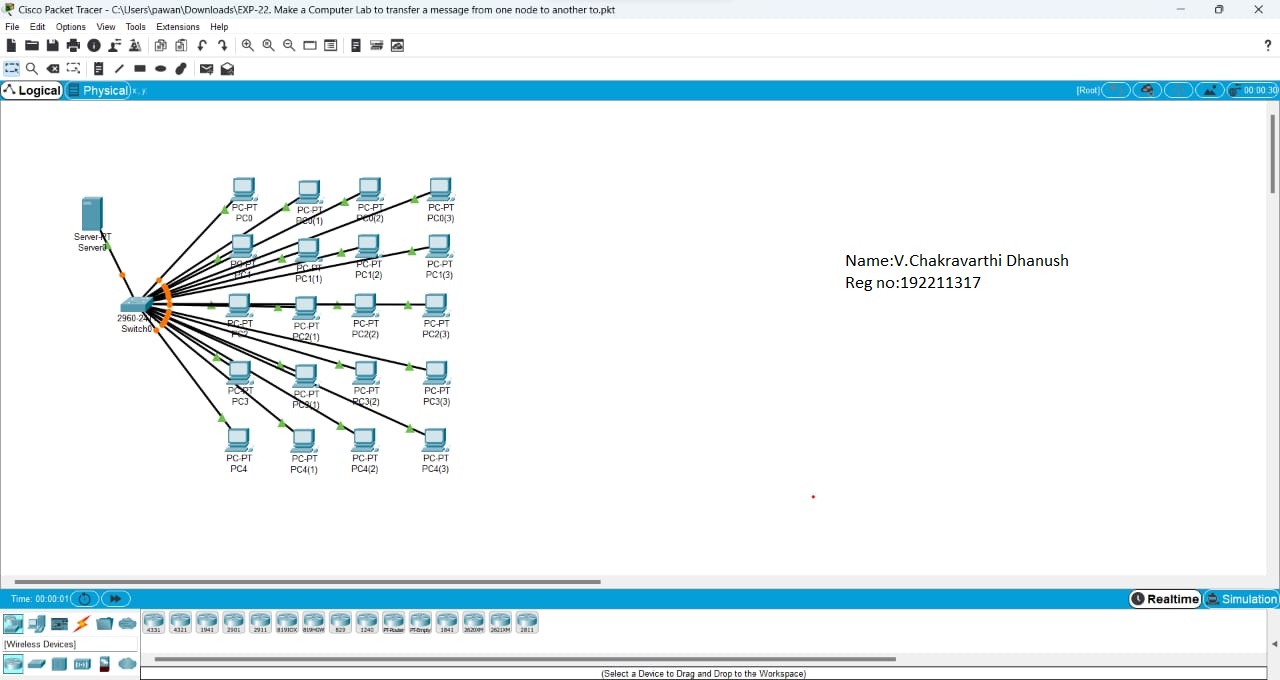 Cisco Packet Tracer - C:\Users\pawan\Downloads\EXP-22. Make a Computer Lab to transfer a message from one node to another to.pkt
File Edit Options View Tools Extensions Help
?
Logical Physical x, y
[Root] 00:00:30
PC-PT PC-PT PC-PT PC-PT
PC0 PC0(1) PC0(2) PC0(3)
Server-PT
Server0
PC-PT PC-PT PC-PT PC-PT
PC1 PC1(1) PC1(2) PC1(3)
Name:V.Chakravarthi Dhanush
Reg no:192211317
2960-24
Switch0
PC-PT PC-PT PC-PT PC-PT
PC2 PC2(1) PC2(2) PC2(3)
PC-PT PC-PT PC-PT PC-PT
PC3 PC3(1) PC3(2) PC3(3)
PC-PT PC-PT PC-PT PC-PT
PC4 PC4(1) PC4(2) PC4(3)
Time: 00:00:01
Realtime Simulation
4331 4321 1941 2901 2911 819IOX 819HGW 829 1240 PT-Router PT-Empty 1841 2620XM 2621XM 2811
[Wireless Devices]
(Select a Device to Drag and Drop to the Workspace)